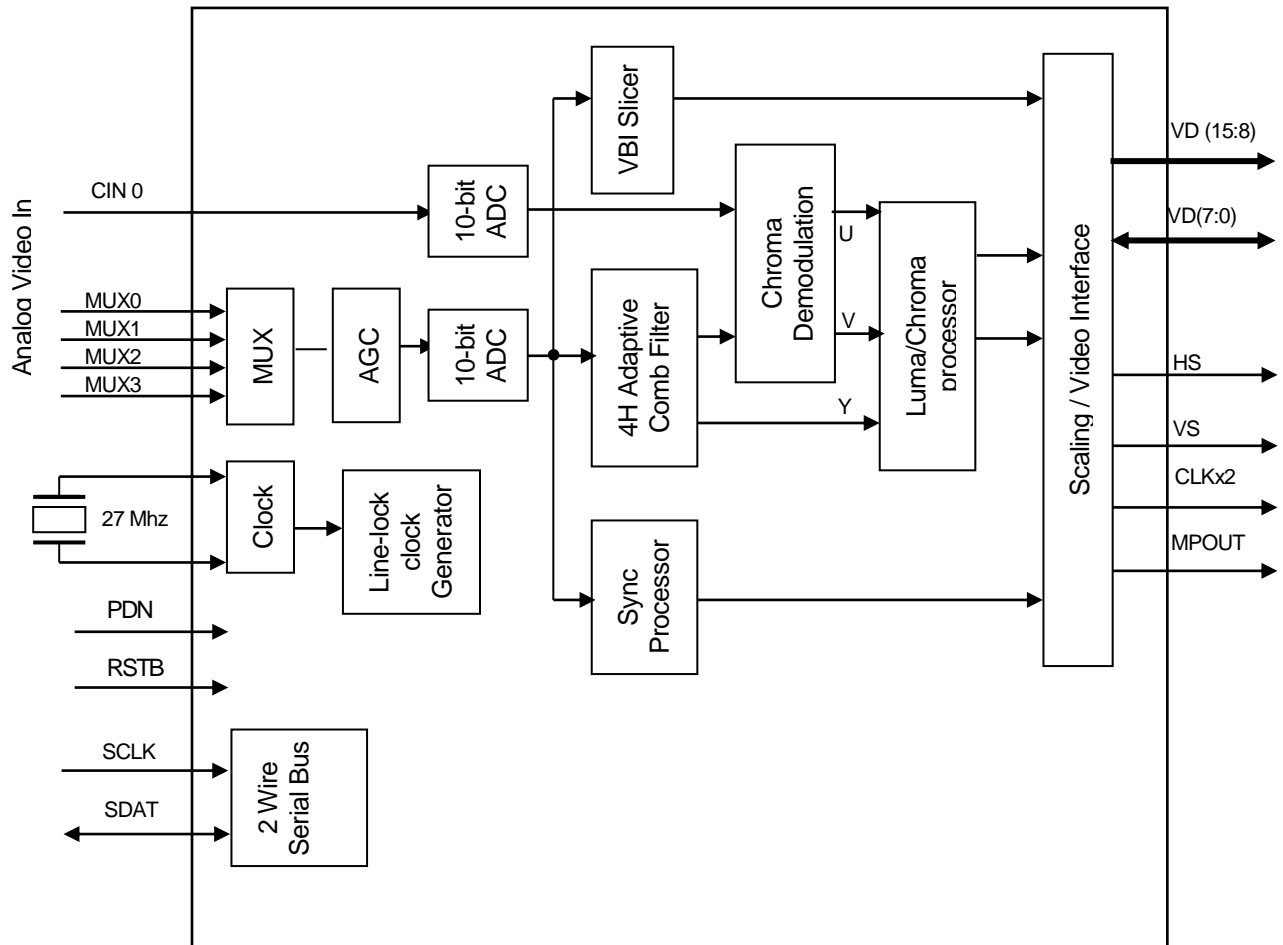 Analog Video In
CIN 0
MUX0
MUX1
MUX2
MUX3
27 Mhz
PDN
RSTB
SCLK
SDAT
MUX
AGC
10-bit
ADC
10-bit
ADC
Clock
Line-lock
clock
Generator
2 Wire
Serial Bus
VBI Slicer
4H Adaptive
Comb Filter
Sync
Processor
Chroma
Demodulation
U
V
Y
Luma/Chroma
processor
Scaling / Video Interface
VD (15:8)
VD(7:0)
HS
VS
CLKx2
MPOUT